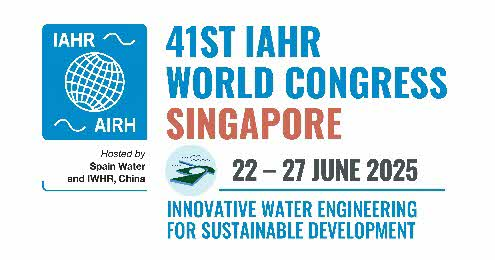 IAHR
AIRH
Hosted by
Spain Water
and IWHR, China
41ST IAHR
WORLD CONGRESS
SINGAPORE
22 – 27 JUNE 2025
INNOVATIVE WATER ENGINEERING
FOR SUSTAINABLE DEVELOPMENT